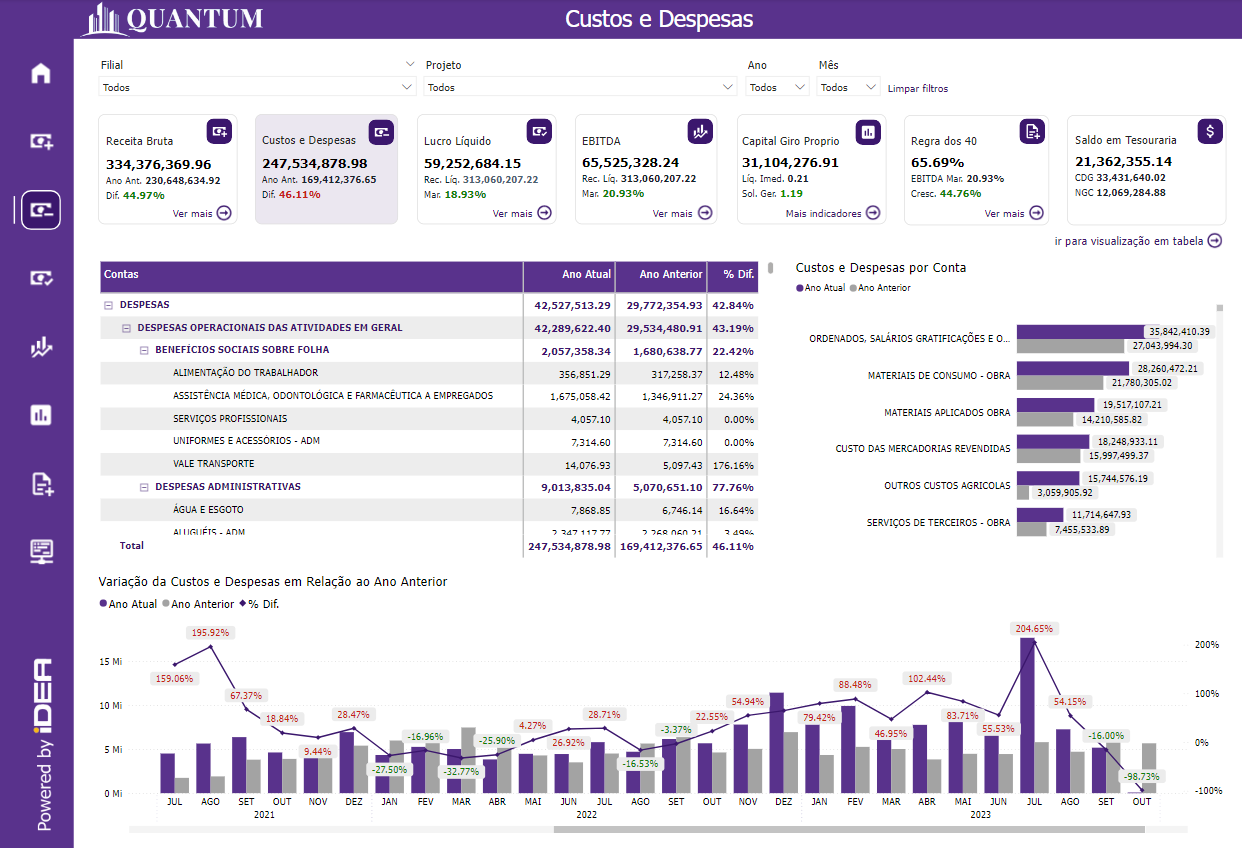 QUANTUM
Custos e Despesas
Filial
Todos
Projeto
Todos
Ano
Todos
Mês
Todos
Limpar filtros
Receita Bruta
334,376,369.96
Ano Ant. 230,648,634.92
Dif. 44.97%
Ver mais
Custos e Despesas
247,534,878.98
Ano Ant. 169,412,376.65
Dif. 46.11%
Lucro Líquido
59,252,684.15
Rec. Líq. 313,060,207.22
Mar. 18.93%
Ver mais
EBITDA
65,525,328.24
Rec. Líq. 313,060,207.22
Mar. 20.93%
Ver mais
Capital Giro Proprio
31,104,276.91
Líq. Imed. 0.21
Sol. Ger. 1.19
Mais indicadores
Regra dos 40
65.69%
EBITDA Mar. 20.93%
Cresc. 44.76%
Ver mais
Saldo em Tesouraria
21,362,355.14
CDG 33,431,640.02
NGC 12,069,284.88
ir para visualização em tabela
Contas Ano Atual Ano Anterior % Dif.
DESPESAS 42,527,513.29 29,772,354.93 42.84%
DESPESAS OPERACIONAIS DAS ATIVIDADES EM GERAL 42,289,622.40 29,534,480.91 43.19%
BENEFÍCIOS SOCIAIS SOBRE FOLHA 2,057,358.34 1,680,638.77 22.42%
ALIMENTAÇÃO DO TRABALHADOR 356,851.29 317,258.37 12.48%
ASSISTÊNCIA MÉDICA, ODONTOLÓGICA E FARMACÊUTICA A EMPREGADOS 1,675,058.42 1,346,911.27 24.36%
SERVIÇOS PROFISSIONAIS 4,057.10 4,057.10 0.00%
UNIFORMES E ACESSÓRIOS - ADM 7,314.60 7,314.60 0.00%
VALE TRANSPORTE 14,076.93 5,097.43 176.16%
DESPESAS ADMINISTRATIVAS 9,013,835.04 5,070,651.10 77.76%
ÁGUA E ESGOTO 7,868.85 6,746.14 16.64%
ALUGUÉIS - ADM 2,347,117.77 2,268,060.21 3.49%
Total 247,534,878.98 169,412,376.65 46.11%
Custos e Despesas por Conta
Ano Atual Ano Anterior
ORDENADOS, SALÁRIOS GRATIFICAÇÕES E O... 35,842,410.39
27,043,994.30
MATERIAIS DE CONSUMO - OBRA 28,260,472.21
21,780,305.02
MATERIAIS APLICADOS OBRA 19,517,107.21
14,210,585.82
CUSTO DAS MERCADORIAS REVENDIDAS 18,248,933.11
15,997,499.37
OUTROS CUSTOS AGRICOLAS 15,744,576.19
3,059,905.92
SERVIÇOS DE TERCEIROS - OBRA 11,714,647.93
7,455,533.89
Variação da Custos e Despesas em Relação ao Ano Anterior
Ano Atual Ano Anterior % Dif.
15 Mi
10 Mi
5 Mi
0 Mi
159.06% 195.92% 67.37% 18.84% 9.44% 28.47% -27.50% -16.96% -32.77% -25.90% 4.27% 26.92% 28.71% -16.53% -3.37% 22.55% 54.94% 79.42% 88.48% 46.95% 102.44% 83.71% 55.53% 204.65% 54.15% -16.00% -98.73%
200%
100%
0%
-100%
JUL AGO SET OUT NOV DEZ JAN FEV MAR ABR MAI JUN JUL AGO SET OUT NOV DEZ JAN FEV MAR ABR MAI JUN JUL AGO SET OUT
2021 2022 2023
Powered by iDEA